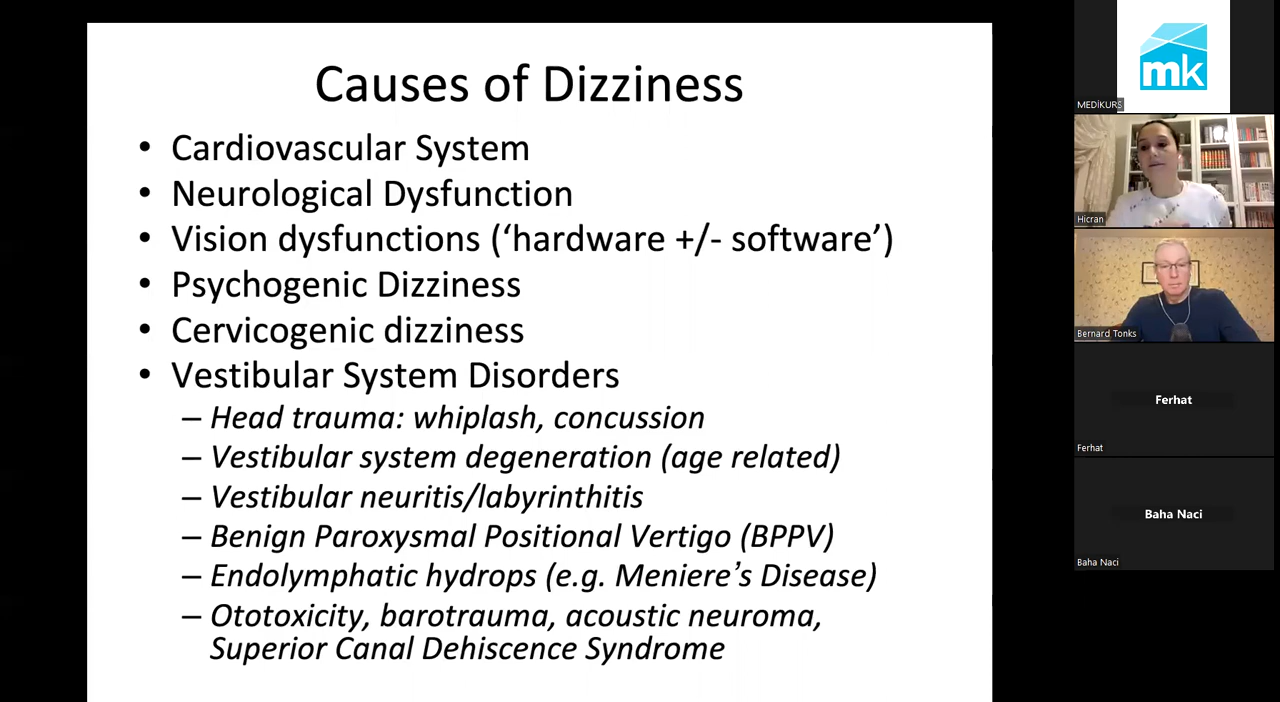 Causes of Dizziness
• Cardiovascular System
• Neurological Dysfunction
• Vision dysfunctions (‘hardware +/- software’)
• Psychogenic Dizziness
• Cervicogenic dizziness
• Vestibular System Disorders
– Head trauma: whiplash, concussion
– Vestibular system degeneration (age related)
– Vestibular neuritis/labyrinthitis
– Benign Paroxysmal Positional Vertigo (BPPV)
– Endolymphatic hydrops (e.g. Meniere’s Disease)
– Ototoxicity, barotrauma, acoustic neuroma,
Superior Canal Dehiscence Syndrome
mk
MEDİKURS
Hicran
Bernard Tonks
Ferhat
Ferhat
Baha Naci
Baha Naci